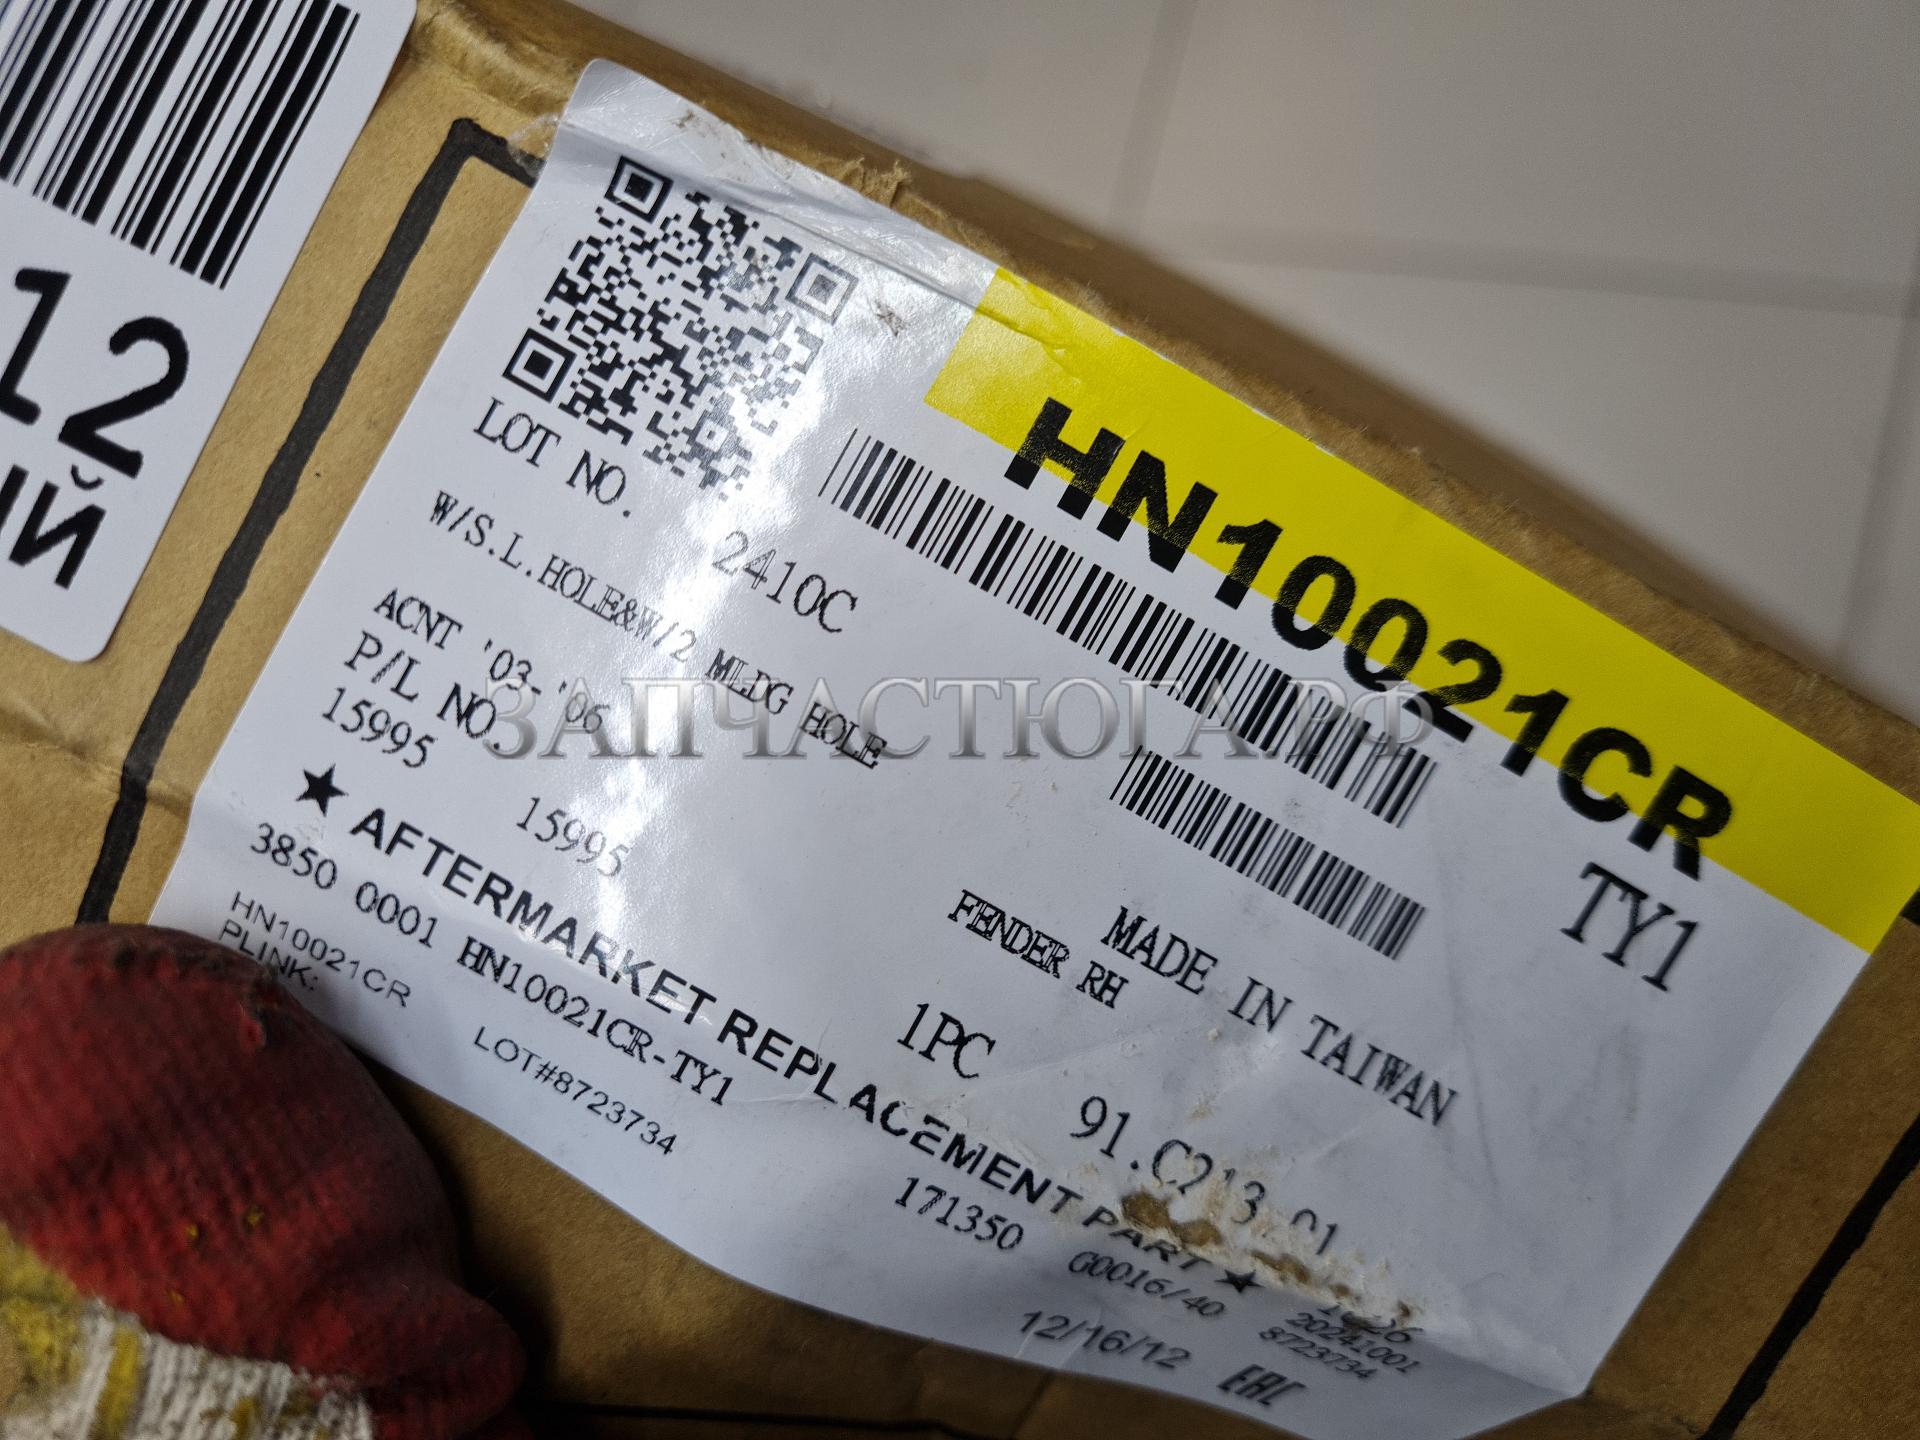 12
ый
HN10021CR
TY1
LOT NO. 2410C
W/S.L.HOLE&W/2 MLDG HOLE
ACNT '03-'06
P/L NO.
15995 15995
MADE IN TAIWAN
FENDER RH
1PC 91.C213.01
★ AFTERMARKET REPLACEMENT PART ★
3850 0001 HN10021CR-TY1 171350 G0016/40
20241001
8723734
HN10021CR LOT#8723734 12/16/12 EAC
PLINK:
ЗАПЧАСТЮГА.РФ